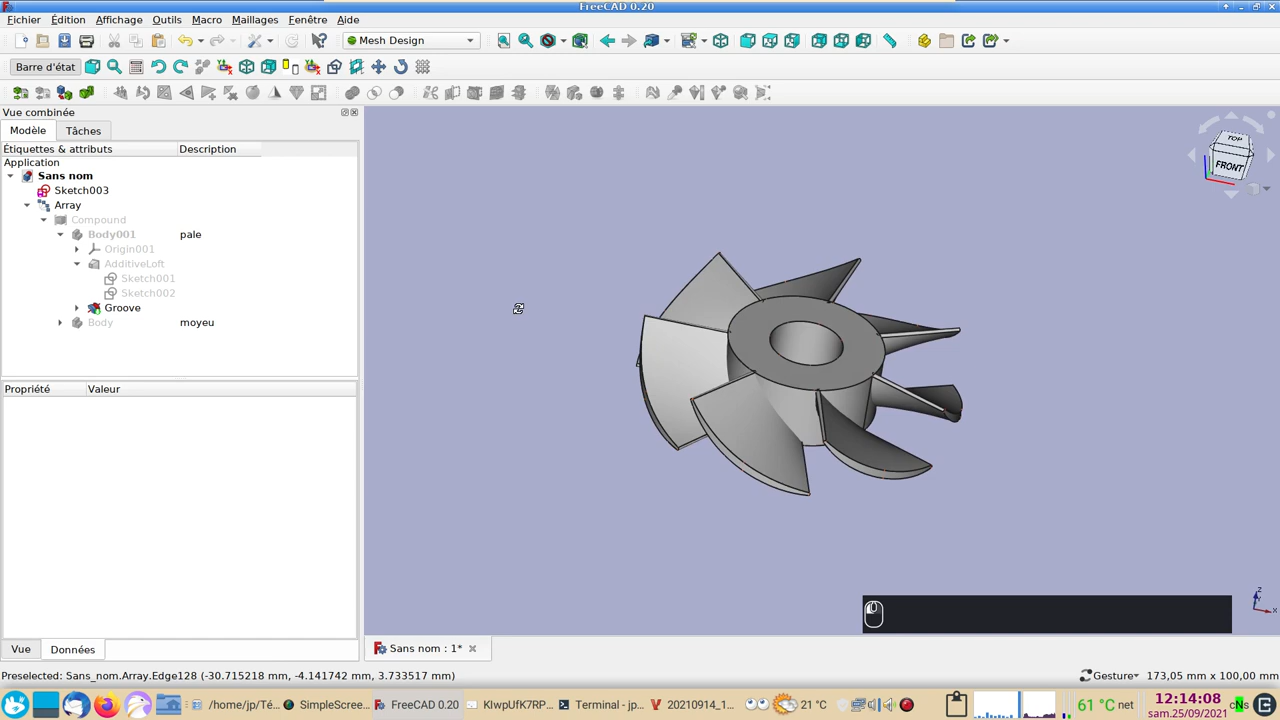 FreeCAD 0.20
Fichier Édition Affichage Outils Macro Maillages Fenêtre Aide
Mesh Design
Barre d'état
Vue combinée
Modèle Tâches
Étiquettes & attributs Description
Application
Sans nom
Sketch003
Array
Compound
Body001 pale
Origin001
AdditiveLoft
Sketch001
Sketch002
Groove
Body moyeu
Propriété Valeur
TOP
FRONT
Vue Données
Sans nom : 1*
Preselected: Sans_nom.Array.Edge128 (-30.715218 mm, -4.141742 mm, 3.733517 mm)
Gesture 173,05 mm x 100,00 mm
/home/jp/Té... SimpleScree... FreeCAD 0.20 KIwpUfK7RP... Terminal - jp... 20210914_1... 21 °C 61 °C net 12:14:08
sam.25/09/2021